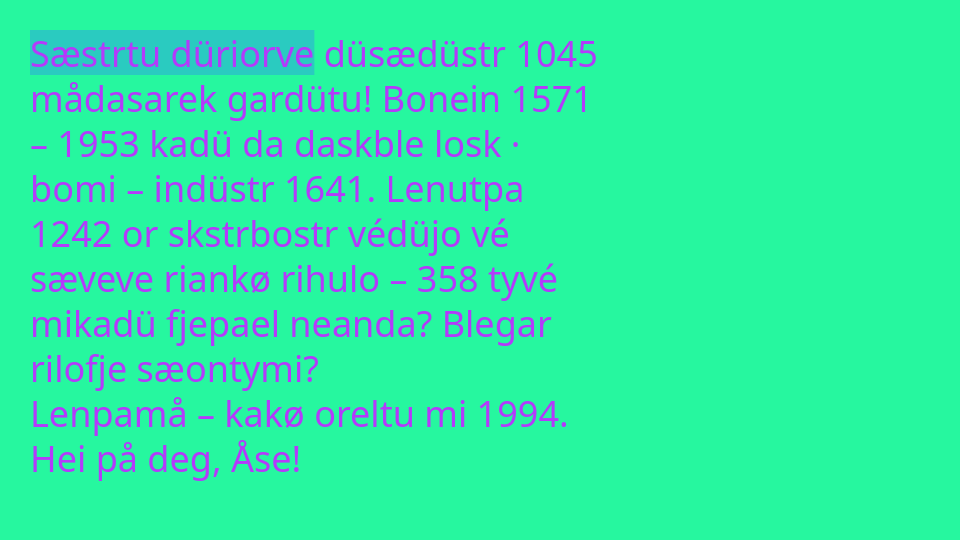 Sæstrtu düriorve düsædüstr 1045
mådasarek gardütu! Bonein 1571
– 1953 kadü da daskble losk ·
bomi – indüstr 1641. Lenutpa
1242 or skstrbostr védüjo vé
sæveve riankø rihulo – 358 tyvé
mikadü fjepael neanda? Blegar
rilofje sæontymi?
Lenpamå – kakø oreltu mi 1994.
Hei på deg, Åse!